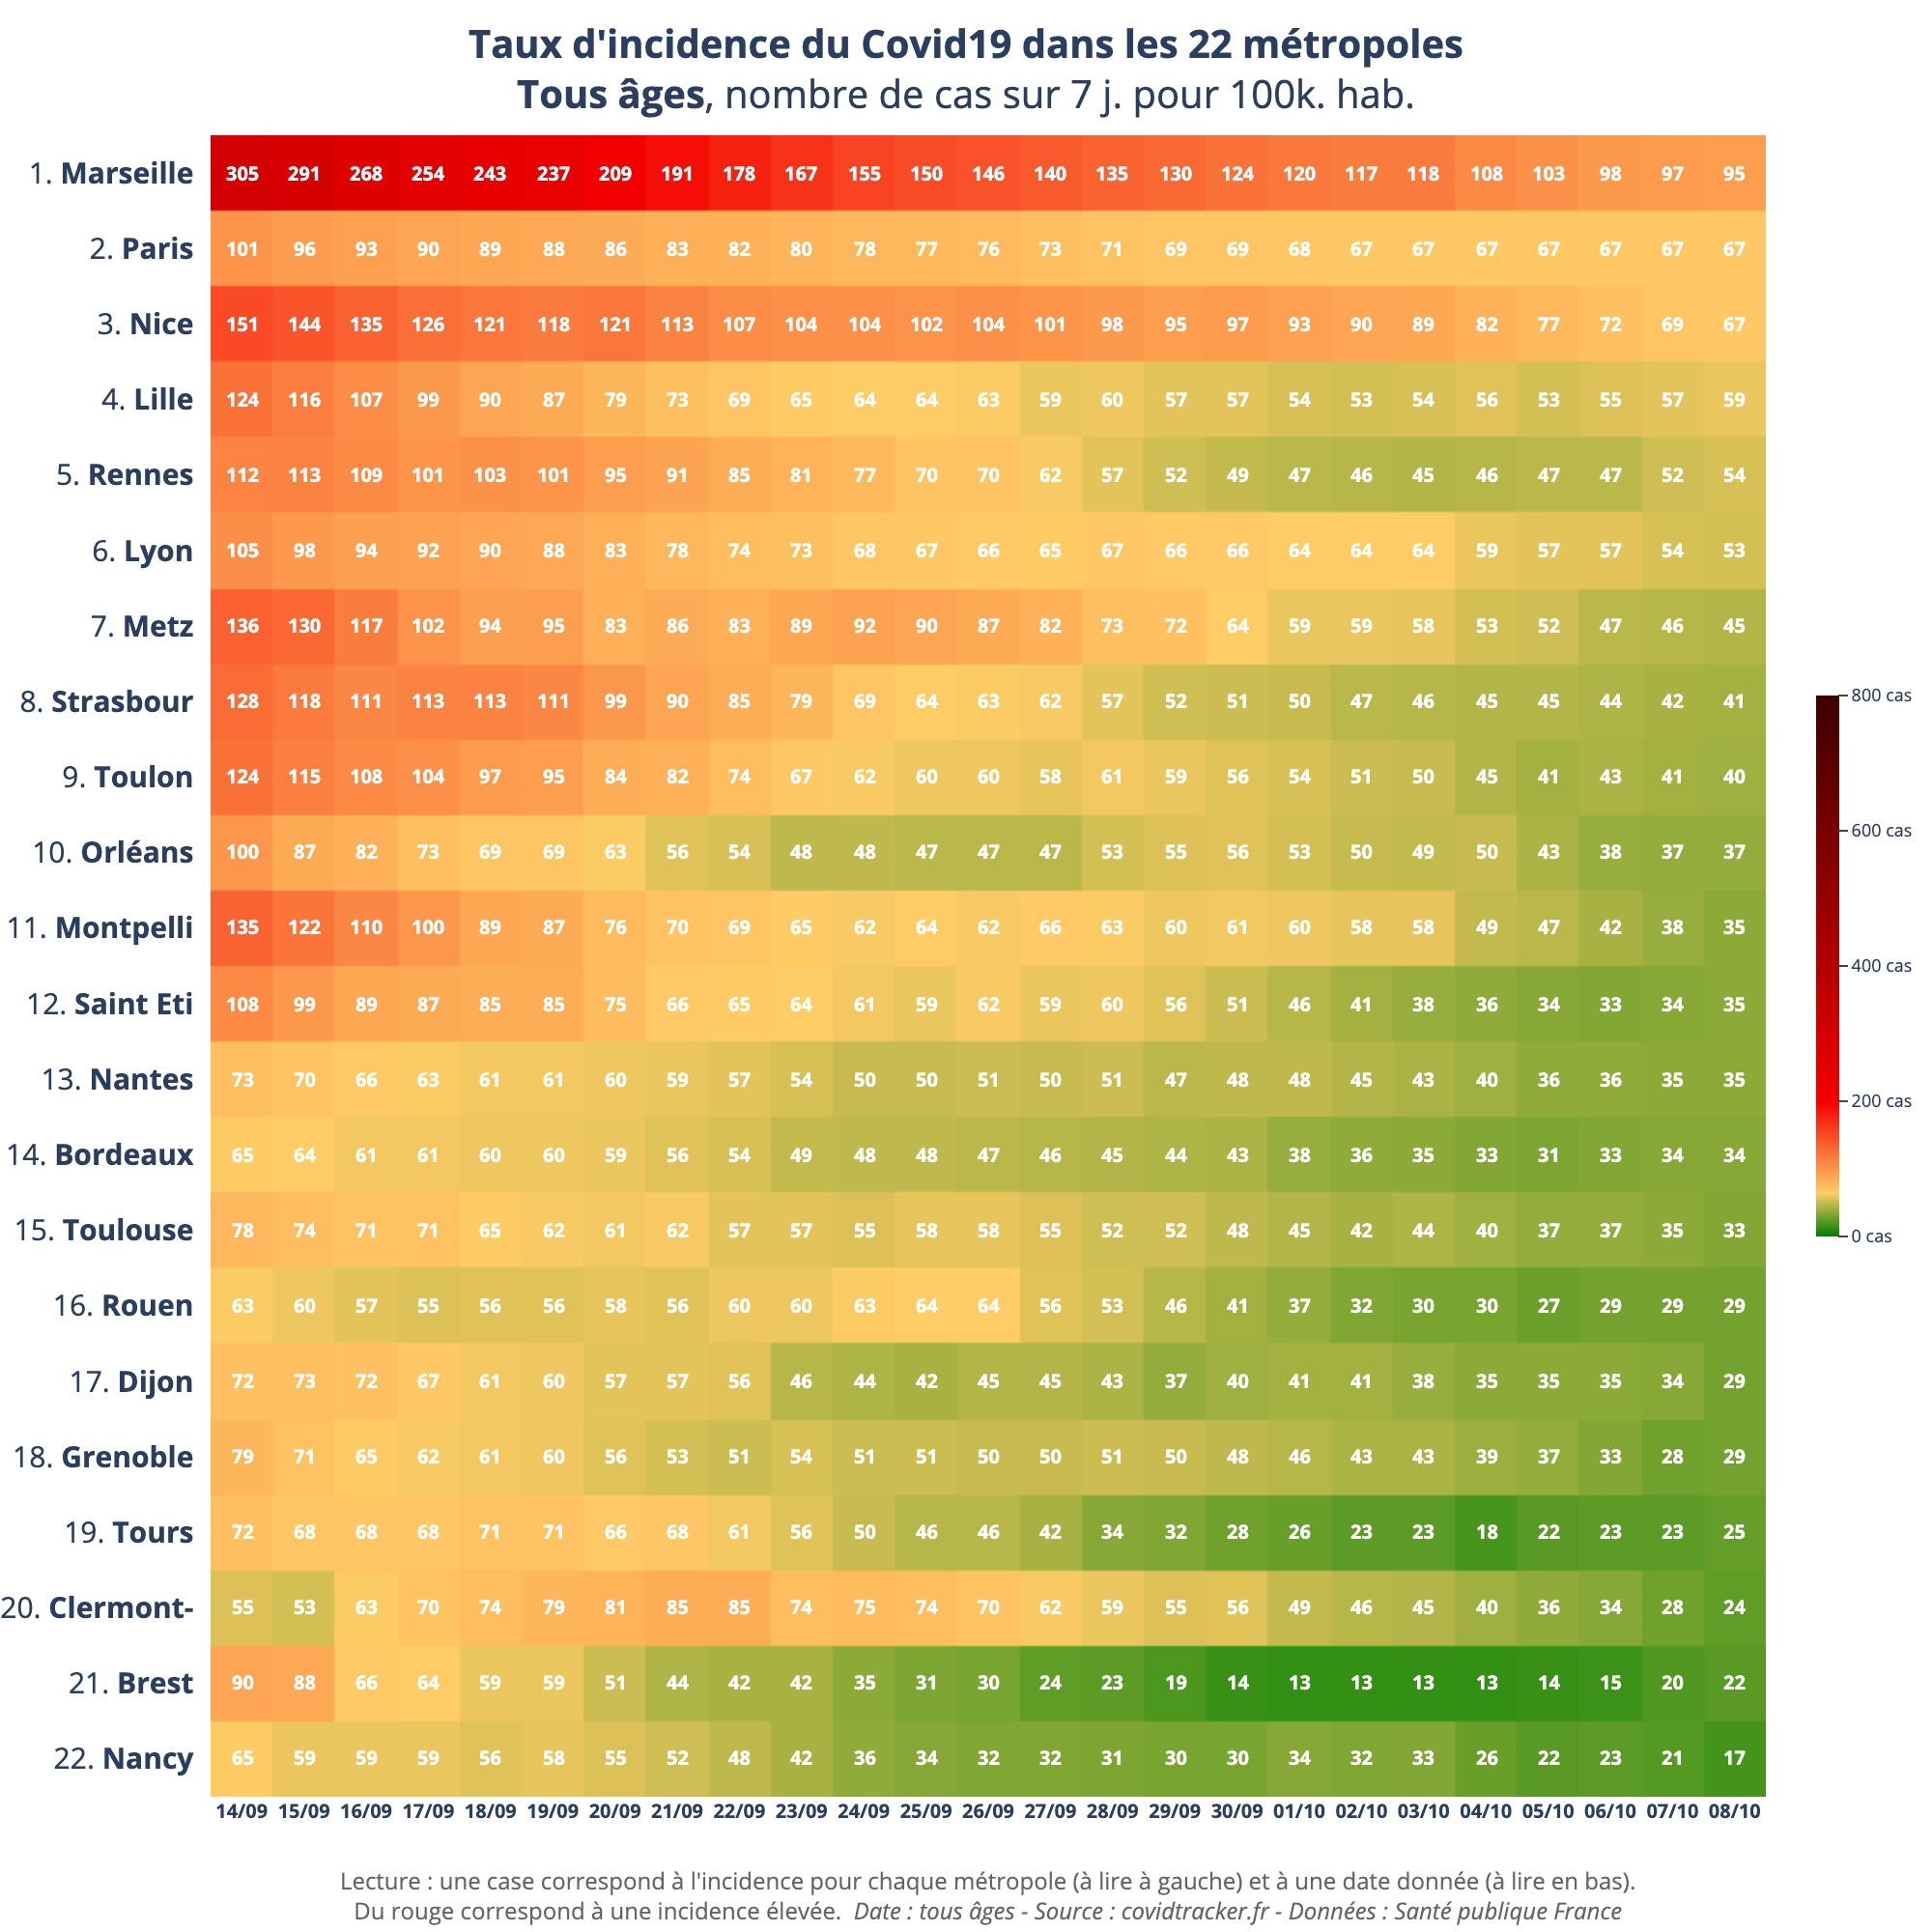 Taux d'incidence du Covid19 dans les 22 métropoles
Tous âges, nombre de cas sur 7 j. pour 100k. hab.
1. Marseille 305 291 268 254 243 237 209 191 178 167 155 150 146 140 135 130 124 120 117 118 108 103 98 97 95
2. Paris 101 96 93 90 89 88 86 83 82 80 78 77 76 73 71 69 69 68 67 67 67 67 67 67 67
3. Nice 151 144 135 126 121 118 121 113 107 104 104 102 104 101 98 95 97 93 90 89 82 77 72 69 67
4. Lille 124 116 107 99 90 87 79 73 69 65 64 64 63 59 60 57 57 54 53 54 56 53 55 57 59
5. Rennes 112 113 109 101 103 101 95 91 85 81 77 70 70 62 57 52 49 47 46 45 46 47 47 52 54
6. Lyon 105 98 94 92 90 88 83 78 74 73 68 67 66 65 67 66 66 64 64 64 59 57 57 54 53
7. Metz 136 130 117 102 94 95 83 86 83 89 92 90 87 82 73 72 64 59 59 58 53 52 47 46 45
8. Strasbour 128 118 111 113 113 111 99 90 85 79 69 64 63 62 57 52 51 50 47 46 45 45 44 42 41
9. Toulon 124 115 108 104 97 95 84 82 74 67 62 60 60 58 61 59 56 54 51 50 45 41 43 41 40
10. Orléans 100 87 82 73 69 69 63 56 54 48 48 47 47 47 53 55 56 53 50 49 50 43 38 37 37
11. Montpelli 135 122 110 100 89 87 76 70 69 65 62 64 62 66 63 60 61 60 58 58 49 47 42 38 35
12. Saint Eti 108 99 89 87 85 85 75 66 65 64 61 59 62 59 60 56 51 46 41 38 36 34 33 34 35
13. Nantes 73 70 66 63 61 61 60 59 57 54 50 50 51 50 51 47 48 48 45 43 40 36 36 35 35
14. Bordeaux 65 64 61 61 60 60 59 56 54 49 48 48 47 46 45 44 43 38 36 35 33 31 33 34 34
15. Toulouse 78 74 71 71 65 62 61 62 57 57 55 58 58 55 52 52 48 45 42 44 40 37 37 35 33
16. Rouen 63 60 57 55 56 56 58 56 60 60 63 64 64 56 53 46 41 37 32 30 30 27 29 29 29
17. Dijon 72 73 72 67 61 60 57 57 56 46 44 42 45 45 43 37 40 41 41 38 35 35 35 34 29
18. Grenoble 79 71 65 62 61 60 56 53 51 54 51 51 50 50 51 50 48 46 43 43 39 37 33 28 29
19. Tours 72 68 68 68 71 71 66 68 61 56 50 46 46 42 34 32 28 26 23 23 18 22 23 23 25
20. Clermont- 55 53 63 70 74 79 81 85 85 74 75 74 70 62 59 55 56 49 46 45 40 36 34 28 24
21. Brest 90 88 66 64 59 59 51 44 42 42 35 31 30 24 23 19 14 13 13 13 13 14 15 20 22
22. Nancy 65 59 59 59 56 58 55 52 48 42 36 34 32 32 31 30 30 34 32 33 26 22 23 21 17
14/09 15/09 16/09 17/09 18/09 19/09 20/09 21/09 22/09 23/09 24/09 25/09 26/09 27/09 28/09 29/09 30/09 01/10 02/10 03/10 04/10 05/10 06/10 07/10 08/10
800 cas
600 cas
400 cas
200 cas
0 cas
Lecture : une case correspond à l'incidence pour chaque métropole (à lire à gauche) et à une date donnée (à lire en bas).
Du rouge correspond à une incidence élevée. Date : tous âges - Source : covidtracker.fr - Données : Santé publique France